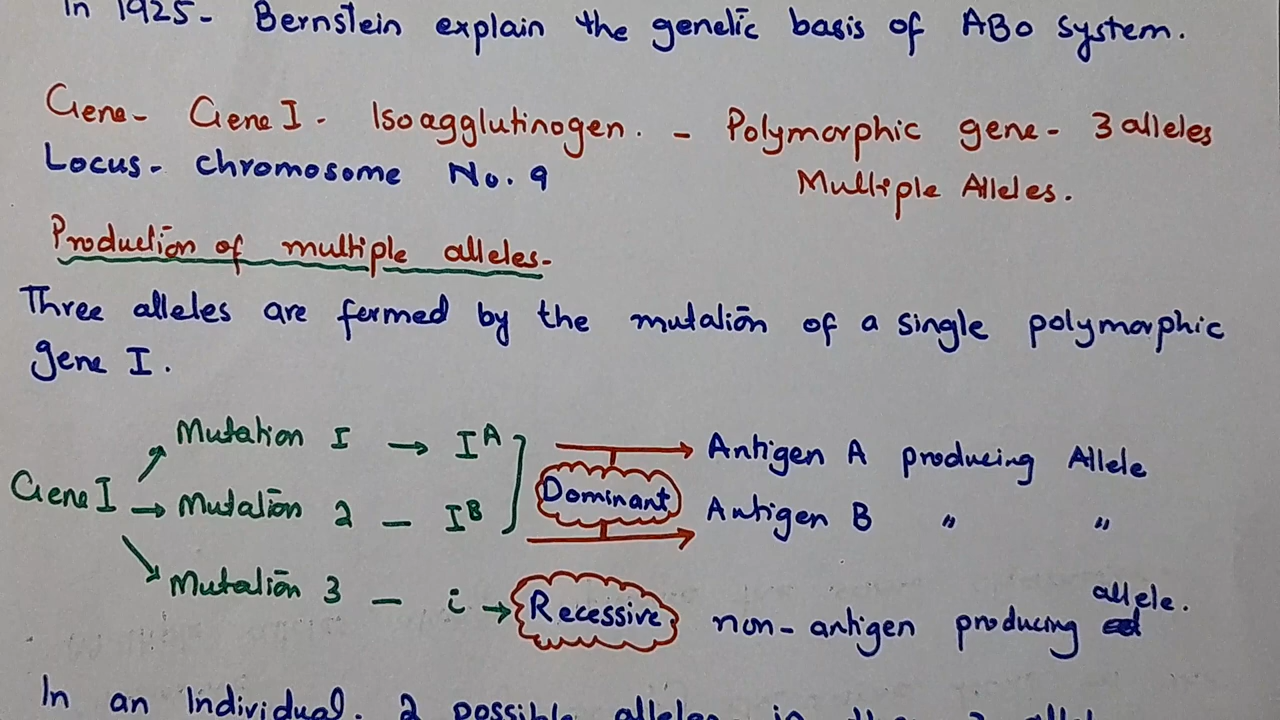 In 1925- Bernstein explain the genetic basis of ABO system.
Gene- Gene I- Isoagglutinogen. - Polymorphic gene- 3 alleles
Locus- chromosome No. 9
Multiple Alleles.
Production of multiple alleles-
Three alleles are formed by the mutation of a single polymorphic
gene I.
Mutation I → I^A
Antigen A producing Allele
Gene I → Mutation 2 - I^B
Dominant
Antigen B " "
Mutation 3 - i → Recessive
allele.
non-antigen producing
In an Individual, 2 possible alleles in